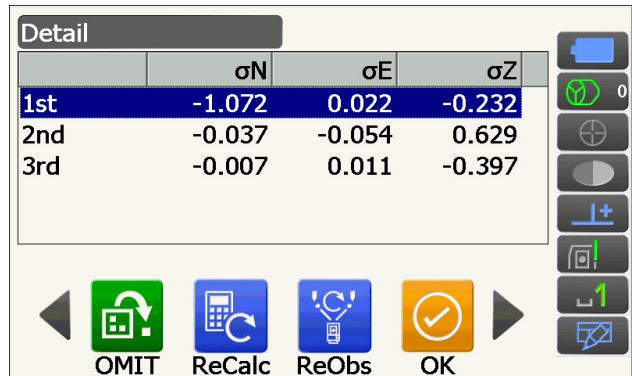 Detail
σN σE σZ
1st -1.072 0.022 -0.232
2nd -0.037 -0.054 0.629
3rd -0.007 0.011 -0.397
0
1
OMIT ReCalc ReObs OK